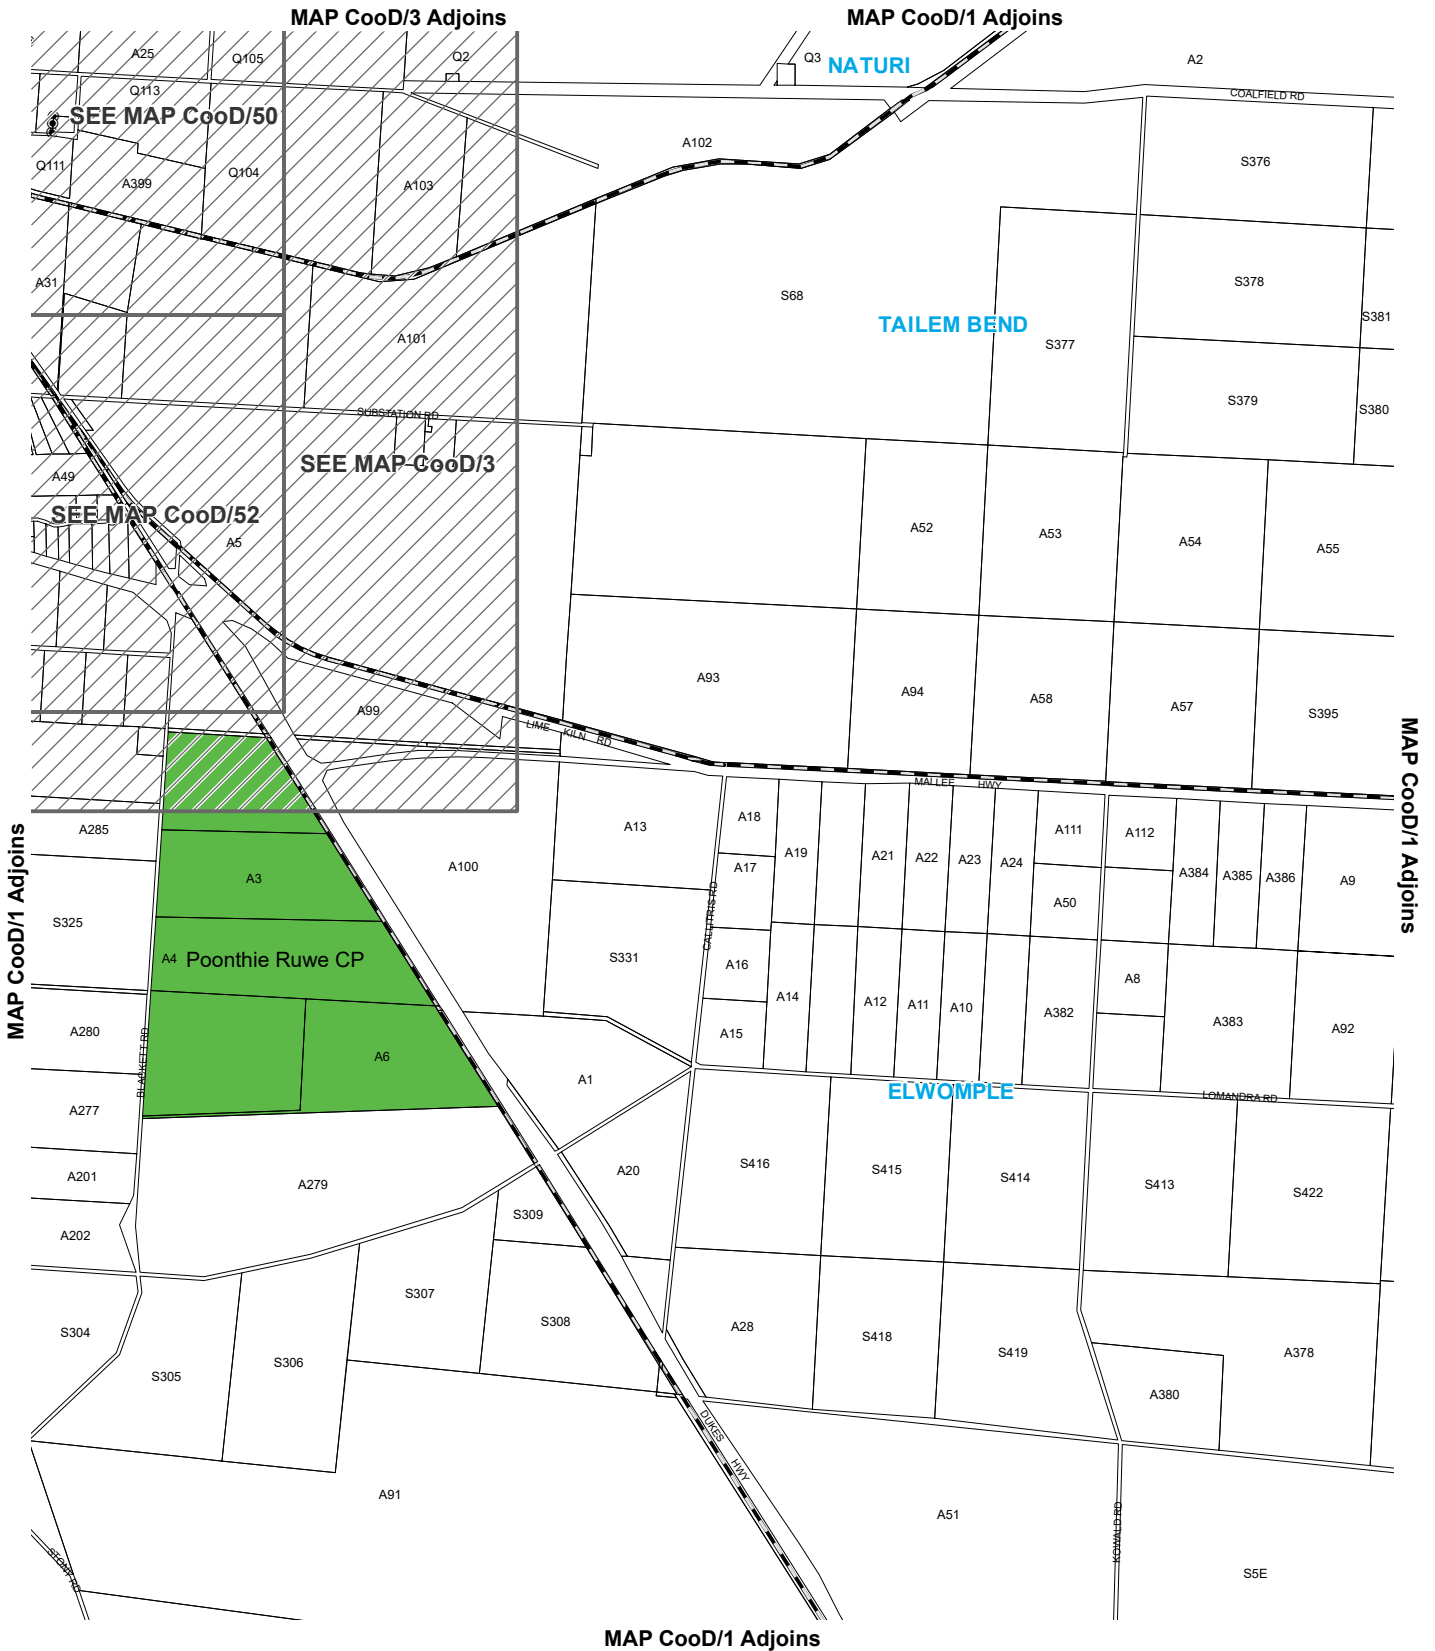 MAP CooD/3 Adjoins
MAP CooD/1 Adjoins
A25
Q105
Q2
Q3
NATURI
A2
Q113
COALFIELD RD
SEE MAP CooD/50
A102
Q111
A399
Q104
A103
S376
A31
S68
S378
A101
TAILEM BEND
S381
S377
SUBSTATION RD
S379
S380
SEE MAP CooD/3
A49
SEE MAP CooD/52
A5
A52
A53
A54
A55
A93
A94
A58
A57
S395
A99
LIME KILN RD
MALLEE HWY
MAP CooD/1 Adjoins
A285
A13
A18
A19
A21
A22
A23
A24
A111
A112
A384
A385
A386
A9
A3
A100
A17
A50
MAP CooD/1 Adjoins
S325
CALLITRIS RD
A4
Poonthie Ruwe CP
S331
A16
A14
A12
A11
A10
A382
A8
A383
A92
A280
BLACKETT RD
A6
A15
A1
ELWOMPLE
LOMANDRA RD
A277
A201
A279
A20
S416
S415
S414
S413
S422
A202
S309
S304
S305
S306
S307
S308
A28
S418
S419
A378
A380
DUKES HWY
A91
A51
KOWALD RD
STONY RD
S5E
MAP CooD/1 Adjoins